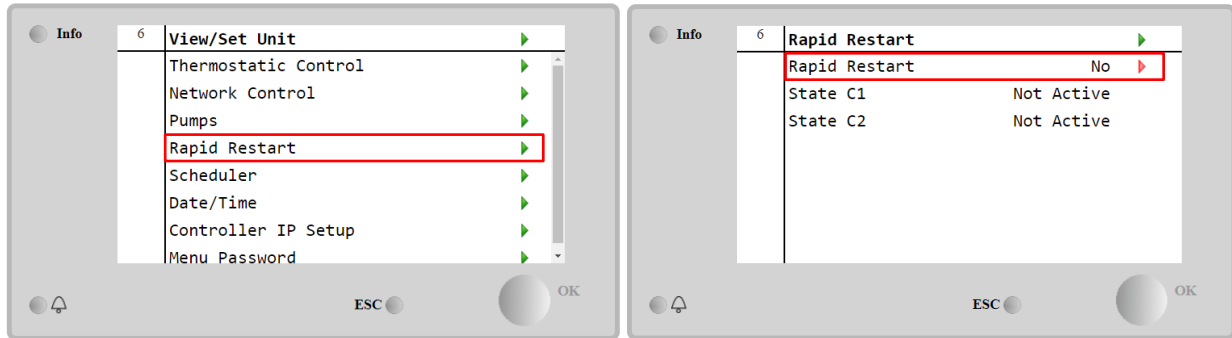 Info
6 View/Set Unit
Thermostatic Control
Network Control
Pumps
Rapid Restart
Scheduler
Date/Time
Controller IP Setup
Menu Password
ESC
OK
Info
6 Rapid Restart
Rapid Restart No
State C1 Not Active
State C2 Not Active
ESC
OK